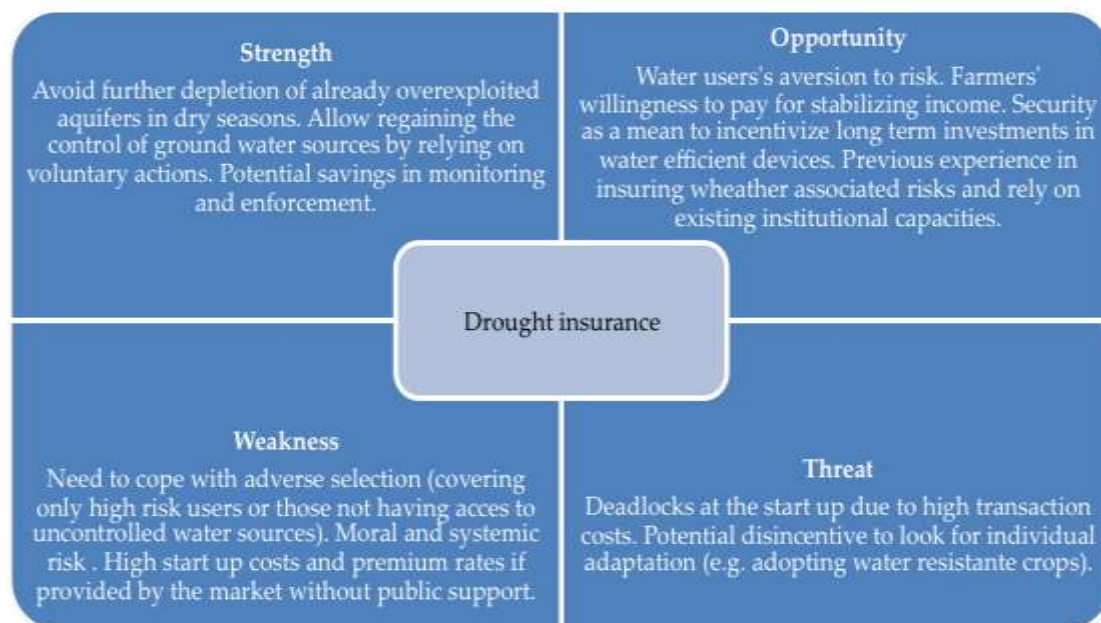 Strength
Avoid further depletion of already overexploited
aquifers in dry seasons. Allow regaining the
control of ground water sources by relying on
voluntary actions. Potential savings in monitoring
and enforcement.
Opportunity
Water users's aversion to risk. Farmers'
willingness to pay for stabilizing income. Security
as a mean to incentivize long term investments in
water efficient devices. Previous experience in
insuring wheather associated risks and rely on
existing institutional capacities.
Drought insurance
Weakness
Need to cope with adverse selection (covering
only high risk users or those not having acces to
uncontrolled water sources). Moral and systemic
risk . High start up costs and premium rates if
provided by the market without public support.
Threat
Deadlocks at the start up due to high transaction
costs. Potential disincentive to look for individual
adaptation (e.g. adopting water resistante crops).